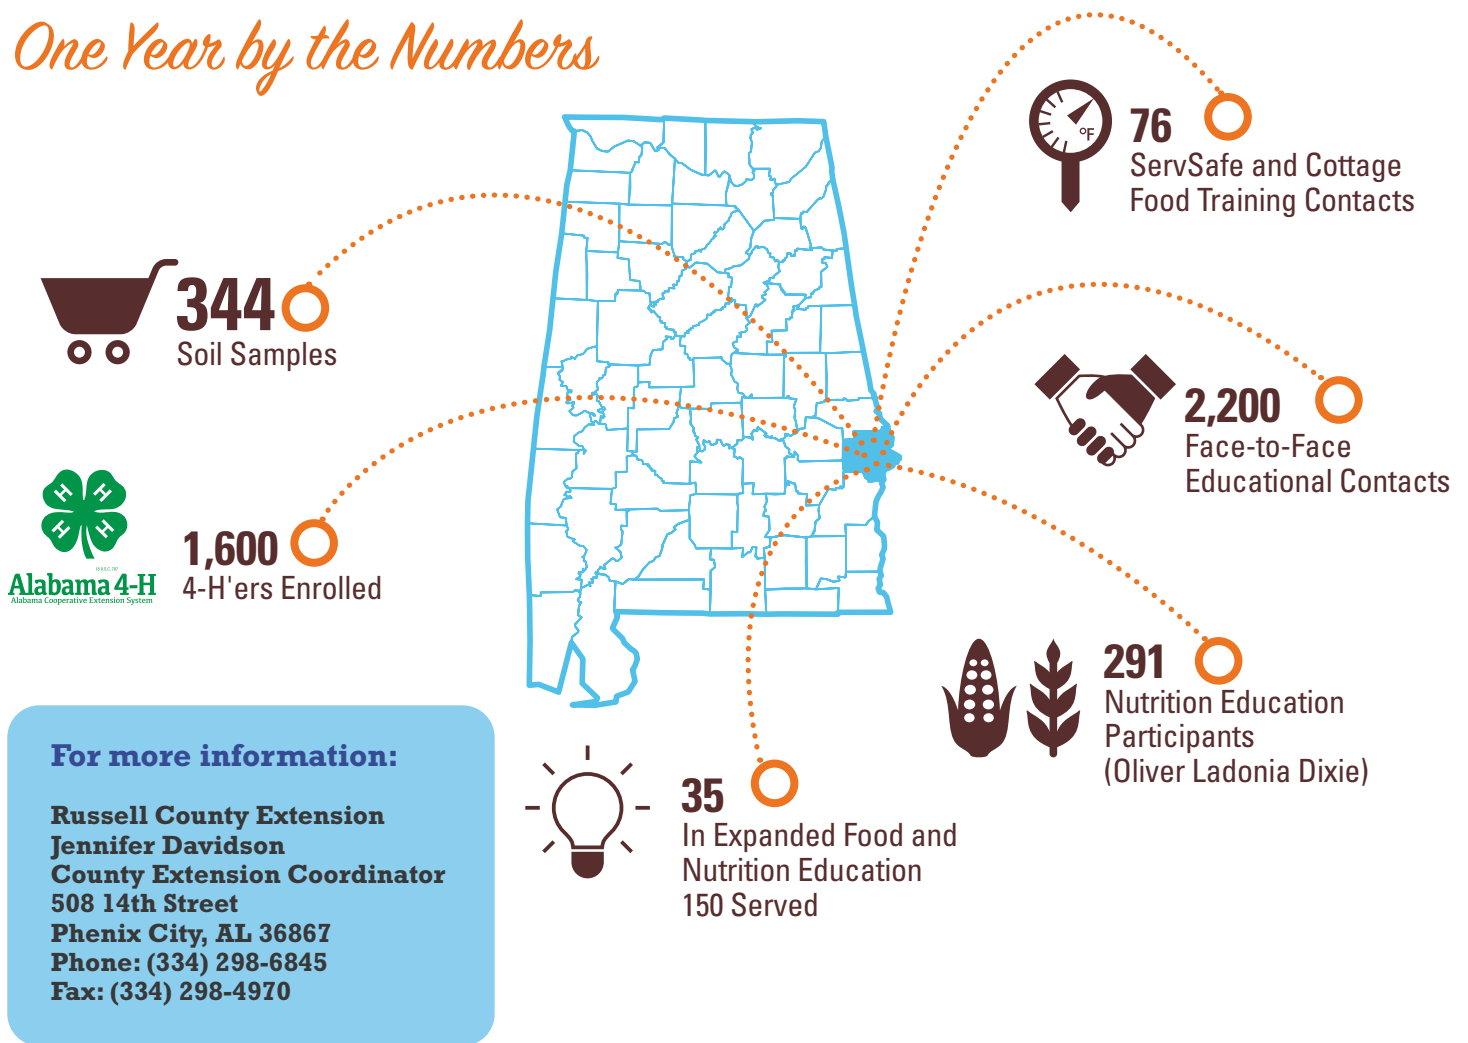 One Year by the Numbers
°F
76
ServSafe and Cottage
Food Training Contacts
344
Soil Samples
2,200
Face-to-Face
Educational Contacts
H H
H H
Alabama 4-H
Alabama Cooperative Extension System
1,600
4-H'ers Enrolled
291
Nutrition Education
Participants
(Oliver Ladonia Dixie)
35
In Expanded Food and
Nutrition Education
150 Served
For more information:
Russell County Extension
Jennifer Davidson
County Extension Coordinator
508 14th Street
Phenix City, AL 36867
Phone: (334) 298-6845
Fax: (334) 298-4970